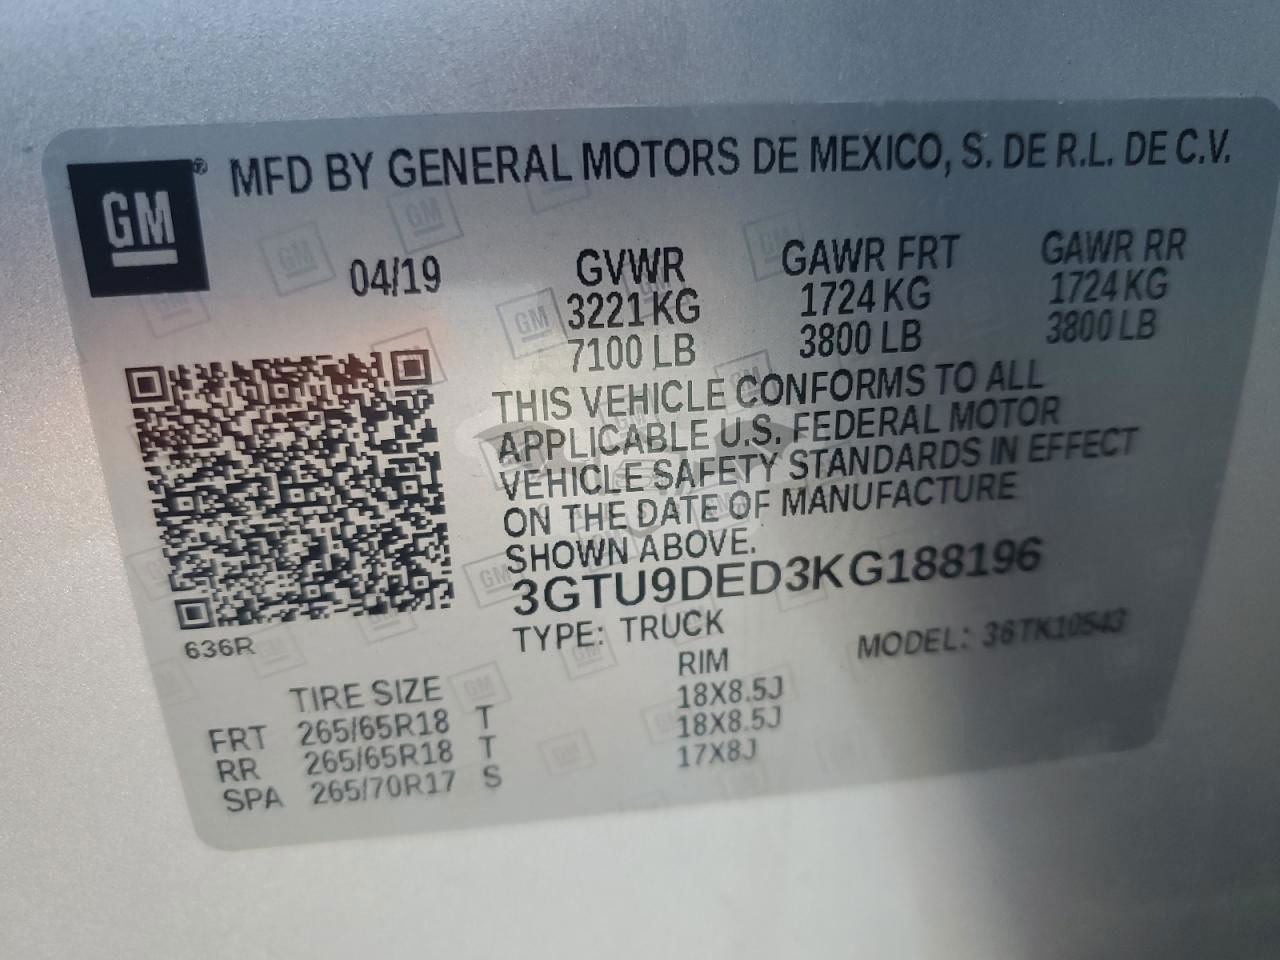 GM ® MFD BY GENERAL MOTORS DE MEXICO, S. DE R.L. DE C.V.
04/19 GVWR GAWR FRT GAWR RR
3221 KG 1724 KG 1724 KG
7100 LB 3800 LB 3800 LB
THIS VEHICLE CONFORMS TO ALL
APPLICABLE U.S. FEDERAL MOTOR
VEHICLE SAFETY STANDARDS IN EFFECT
ON THE DATE OF MANUFACTURE
SHOWN ABOVE.
3GTU9DED3KG188196
636R TYPE: TRUCK MODEL: 36TK10543
TIRE SIZE RIM
FRT 265/65R18 T 18X8.5J
RR 265/65R18 T 18X8.5J
SPA 265/70R17 S 17X8J